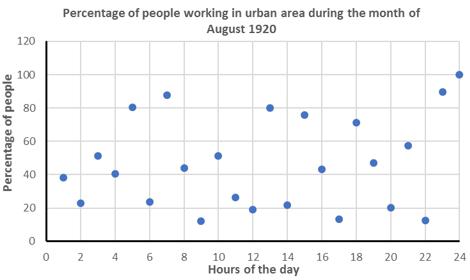 Percentage of people working in urban area during the month of
August 1920
Percentage of people
120
100
80
60
40
20
0
0 2 4 6 8 10 12 14 16 18 20 22 24
Hours of the day